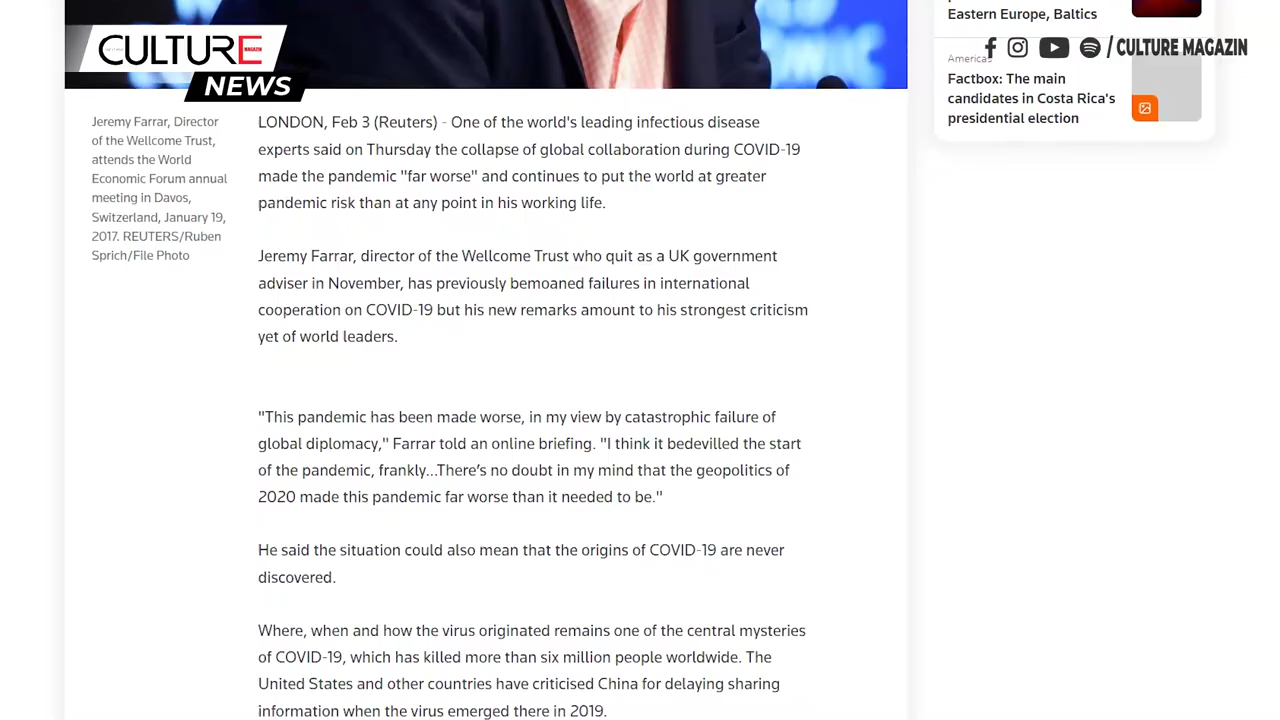 Eastern Europe, Baltics
CULTURE
MAGAZIN
NEWS
/ CULTURE MAGAZIN
Americas
Factbox: The main
candidates in Costa Rica's
presidential election
Jeremy Farrar, Director
of the Wellcome Trust,
attends the World
Economic Forum annual
meeting in Davos,
Switzerland, January 19,
2017. REUTERS/Ruben
Sprich/File Photo
LONDON, Feb 3 (Reuters) - One of the world's leading infectious disease
experts said on Thursday the collapse of global collaboration during COVID-19
made the pandemic "far worse" and continues to put the world at greater
pandemic risk than at any point in his working life.
Jeremy Farrar, director of the Wellcome Trust who quit as a UK government
adviser in November, has previously bemoaned failures in international
cooperation on COVID-19 but his new remarks amount to his strongest criticism
yet of world leaders.
"This pandemic has been made worse, in my view by catastrophic failure of
global diplomacy," Farrar told an online briefing. "I think it bedevilled the start
of the pandemic, frankly...There’s no doubt in my mind that the geopolitics of
2020 made this pandemic far worse than it needed to be."
He said the situation could also mean that the origins of COVID-19 are never
discovered.
Where, when and how the virus originated remains one of the central mysteries
of COVID-19, which has killed more than six million people worldwide. The
United States and other countries have criticised China for delaying sharing
information when the virus emerged there in 2019.